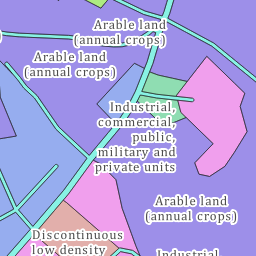 Arable land
(annual crops)
Arable land
(annual crops)
Industrial,
commercial,
public,
military and
private units
Arable land
(annual crops)
Discontinuous
low density
Industrial